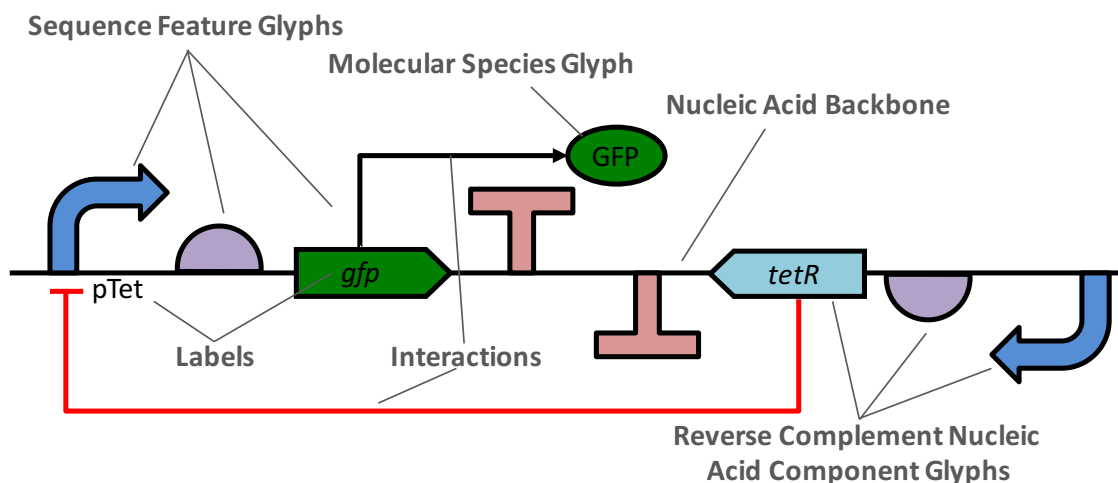 Sequence Feature Glyphs
Molecular Species Glyph
Nucleic Acid Backbone
GFP
gfp
tetR
pTet
Labels
Interactions
Reverse Complement Nucleic
Acid Component Glyphs